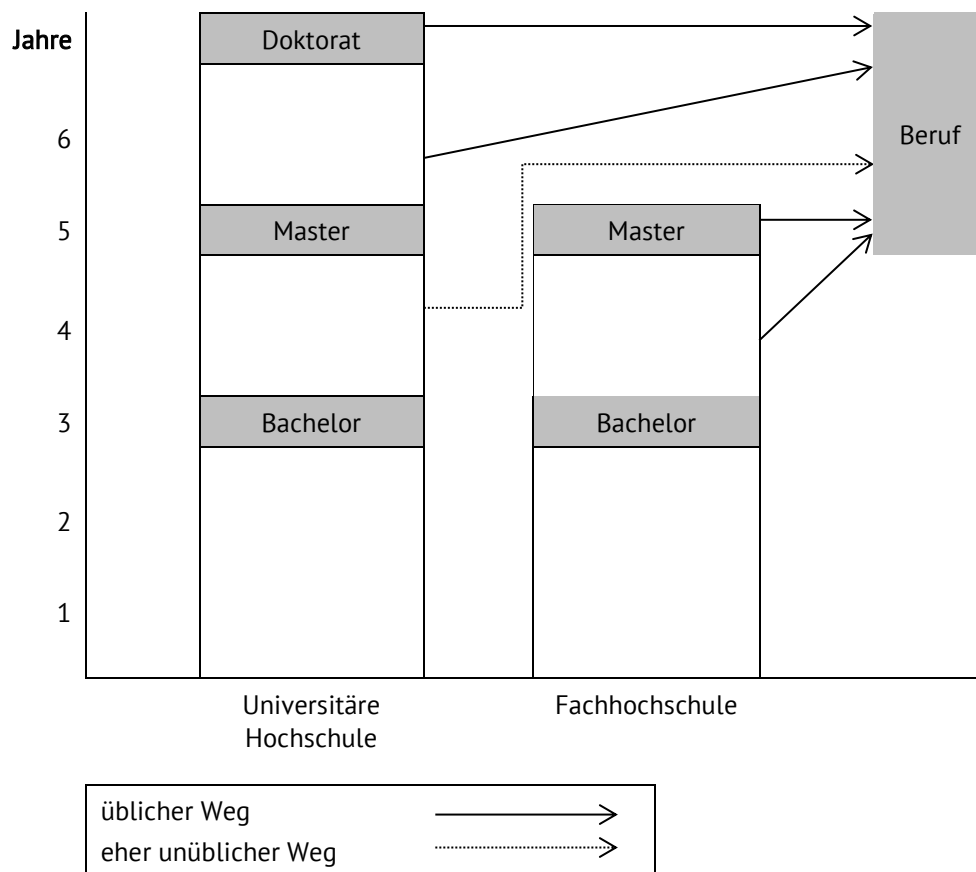 Jahre
Doktorat
Beruf
6
5
Master
Master
4
3
Bachelor
Bachelor
2
1
Universitäre
Hochschule
Fachhochschule
üblicher Weg
eher unüblicher Weg